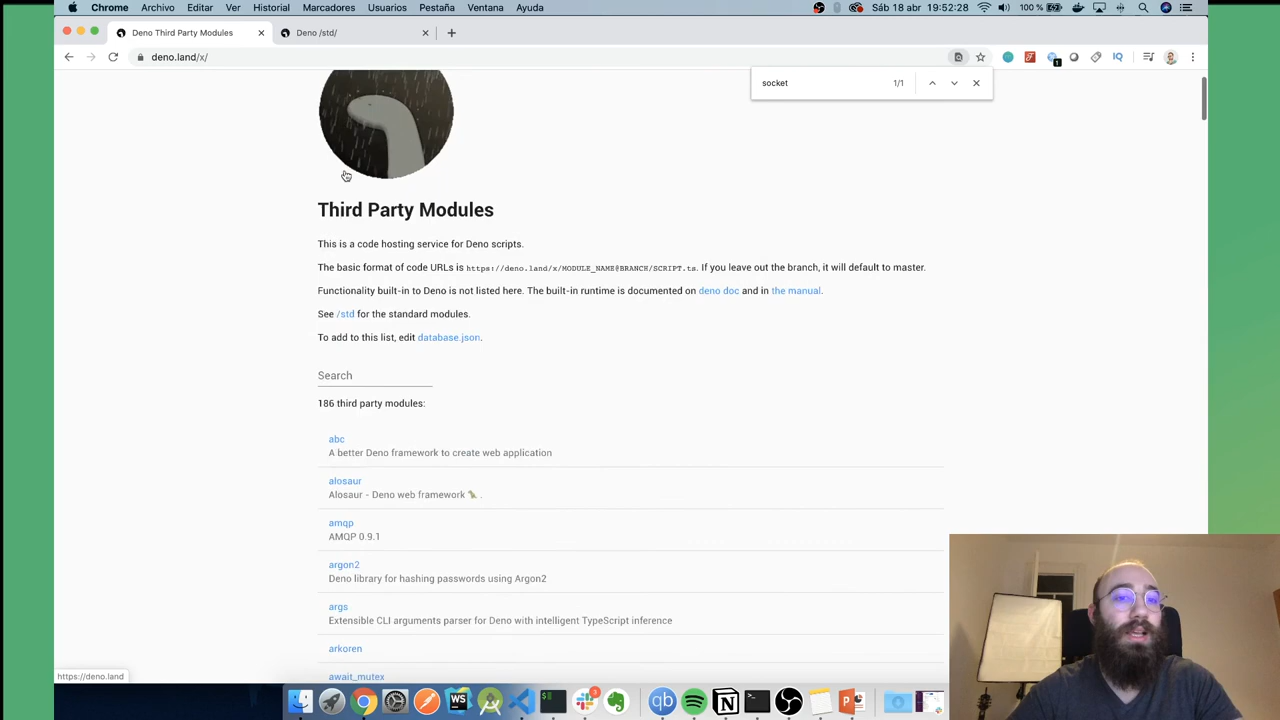 Chrome Archivo Editar Ver Historial Marcadores Usuarios Pestaña Ventana Ayuda
100 % Sáb 18 abr 19:52:28
Deno Third Party Modules
Deno /std/
deno.land/x/
1
IQ
socket 1/1
Third Party Modules
This is a code hosting service for Deno scripts.
The basic format of code URLs is https://deno.land/x/MODULE_NAME@BRANCH/SCRIPT.ts. If you leave out the branch, it will default to master.
Functionality built-in to Deno is not listed here. The built-in runtime is documented on deno doc and in the manual.
See /std for the standard modules.
To add to this list, edit database.json.
Search
186 third party modules:
abc
A better Deno framework to create web application
alosaur
Alosaur - Deno web framework 🦖 .
amqp
AMQP 0.9.1
argon2
Deno library for hashing passwords using Argon2
args
Extensible CLI arguments parser for Deno with intelligent TypeScript inference
arkoren
await_mutex
https://deno.land
WS
3
qb